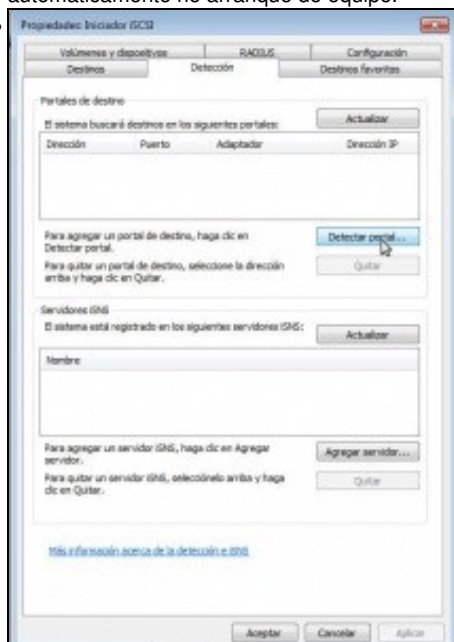 automáticamente no arranque do equipo.
Propiedades: Iniciador iSCSI
Volúmenes y dispositivos RADIUS Configuración
Destinos Detección Destinos favoritos
Portales de destino
El sistema buscará destinos en los siguientes portales: Actualizar
Dirección Puerto Adaptador Dirección IP
Para agregar un portal de destino, haga clic en
Detectar portal.
Detectar portal...
Para quitar un portal de destino, seleccione la dirección
arriba y haga clic en Quitar.
Quitar
Servidores iSNS
El sistema está registrado en los siguientes servidores iSNS: Actualizar
Nombre
Para agregar un servidor iSNS, haga clic en Agregar
servidor.
Agregar servidor...
Para quitar un servidor iSNS, selecciónelo arriba y haga
clic en Quitar.
Quitar
Más información acerca de la detección e iSNS
Aceptar Cancelar Aplicar